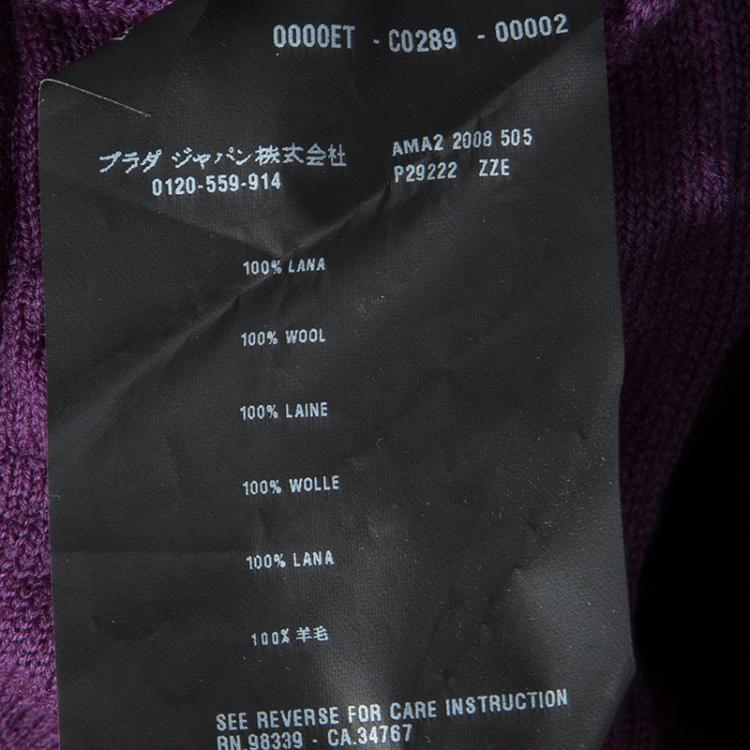 0000ET - C0289 - 00002
プラダ ジャパン株式会社
0120-559-914
AMA2 2008 505
P29222 ZZE
100% LANA
100% WOOL
100% LAINE
100% WOLLE
100% LANA
100% 羊毛
SEE REVERSE FOR CARE INSTRUCTION
RN 98339 - CA.34767